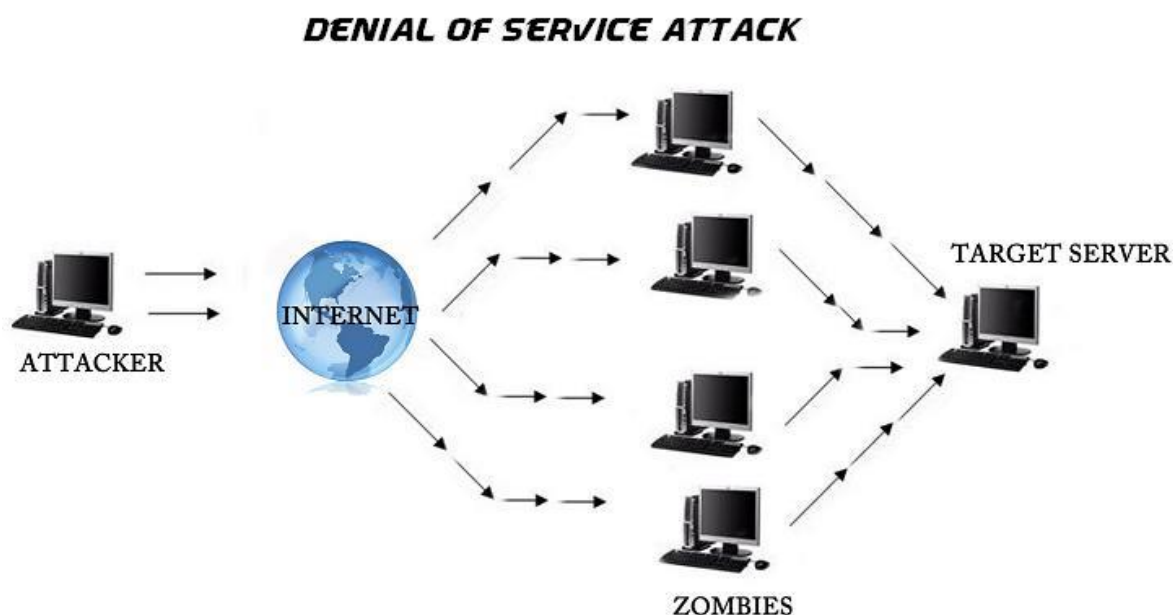 DENIAL OF SERVICE ATTACK
TARGET SERVER
INTERNET
ATTACKER
ZOMBIES